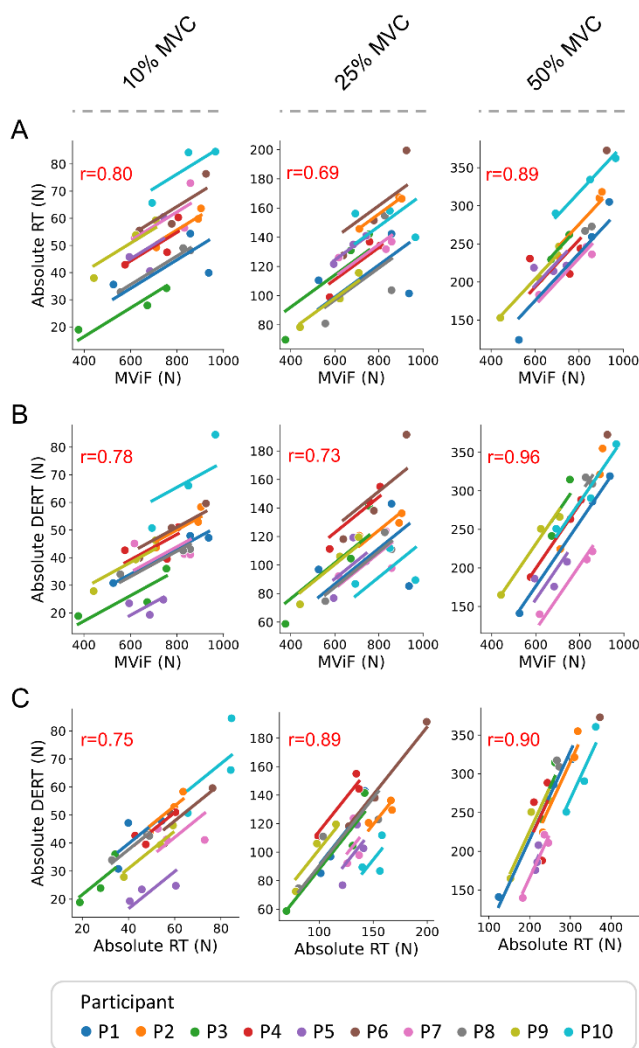 10% MVC 25% MVC 50% MVC
A
r=0.80 r=0.69 r=0.89
Absolute RT (N)
80 70 60 50 40 30 20
200 180 160 140 120 100 80
350 300 250 200 150
400 600 800 1000 400 600 800 1000 400 600 800 1000
MViF (N) MViF (N) MViF (N)
B
r=0.78 r=0.73 r=0.96
Absolute DERT (N)
80 70 60 50 40 30 20
200 180 160 140 120 100 80 60
350 300 250 200 150
400 600 800 1000 400 600 800 1000 400 600 800 1000
MViF (N) MViF (N) MViF (N)
C
r=0.75 r=0.89 r=0.90
Absolute DERT (N)
80 70 60 50 40 30 20
200 180 160 140 120 100 80 60
350 300 250 200 150
20 40 60 80 100 150 200 100 200 300 400
Absolute RT (N) Absolute RT (N) Absolute RT (N)
Participant
P1 P2 P3 P4 P5 P6 P7 P8 P9 P10